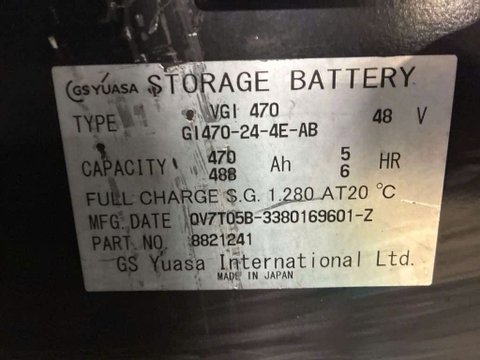 GS YUASA STORAGE BATTERY
TYPE VGI 470 48 V
GI470-24-4E-AB
CAPACITY 470 Ah 5 HR
488 6
FULL CHARGE S.G. 1.280 AT20 ℃
MFG. DATE QV7T05B-3380169601-Z
PART NO. 8821241
GS Yuasa International Ltd.
MADE IN JAPAN